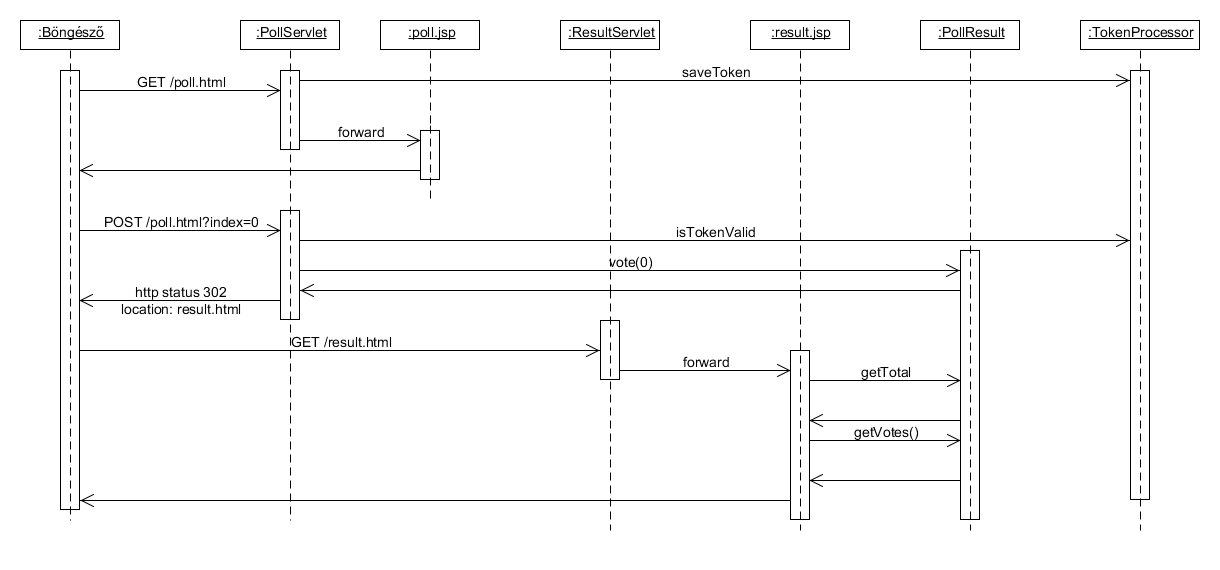 :Böngésző
:PollServlet
:poll.jsp
:ResultServlet
:result.jsp
:PollResult
:TokenProcessor
saveToken
GET /poll.html
forward
POST /poll.html?index=0
isTokenValid
vote(0)
http status 302
location: result.html
GET /result.html
forward
getTotal
getVotes()